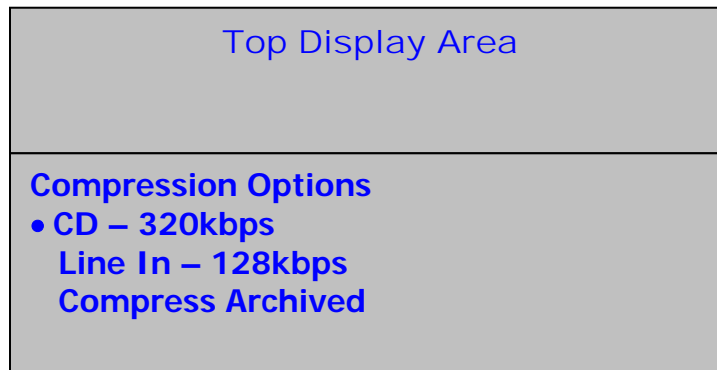 Top Display Area
Compression Options
• CD – 320kbps
Line In – 128kbps
Compress Archived